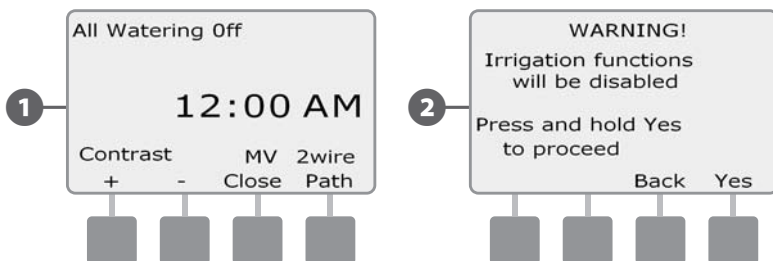 All Watering Off
1
12:00 AM
Contrast MV 2wire
+ - Close Path
2
WARNING!
Irrigation functions
will be disabled
Press and hold Yes
to proceed
Back Yes